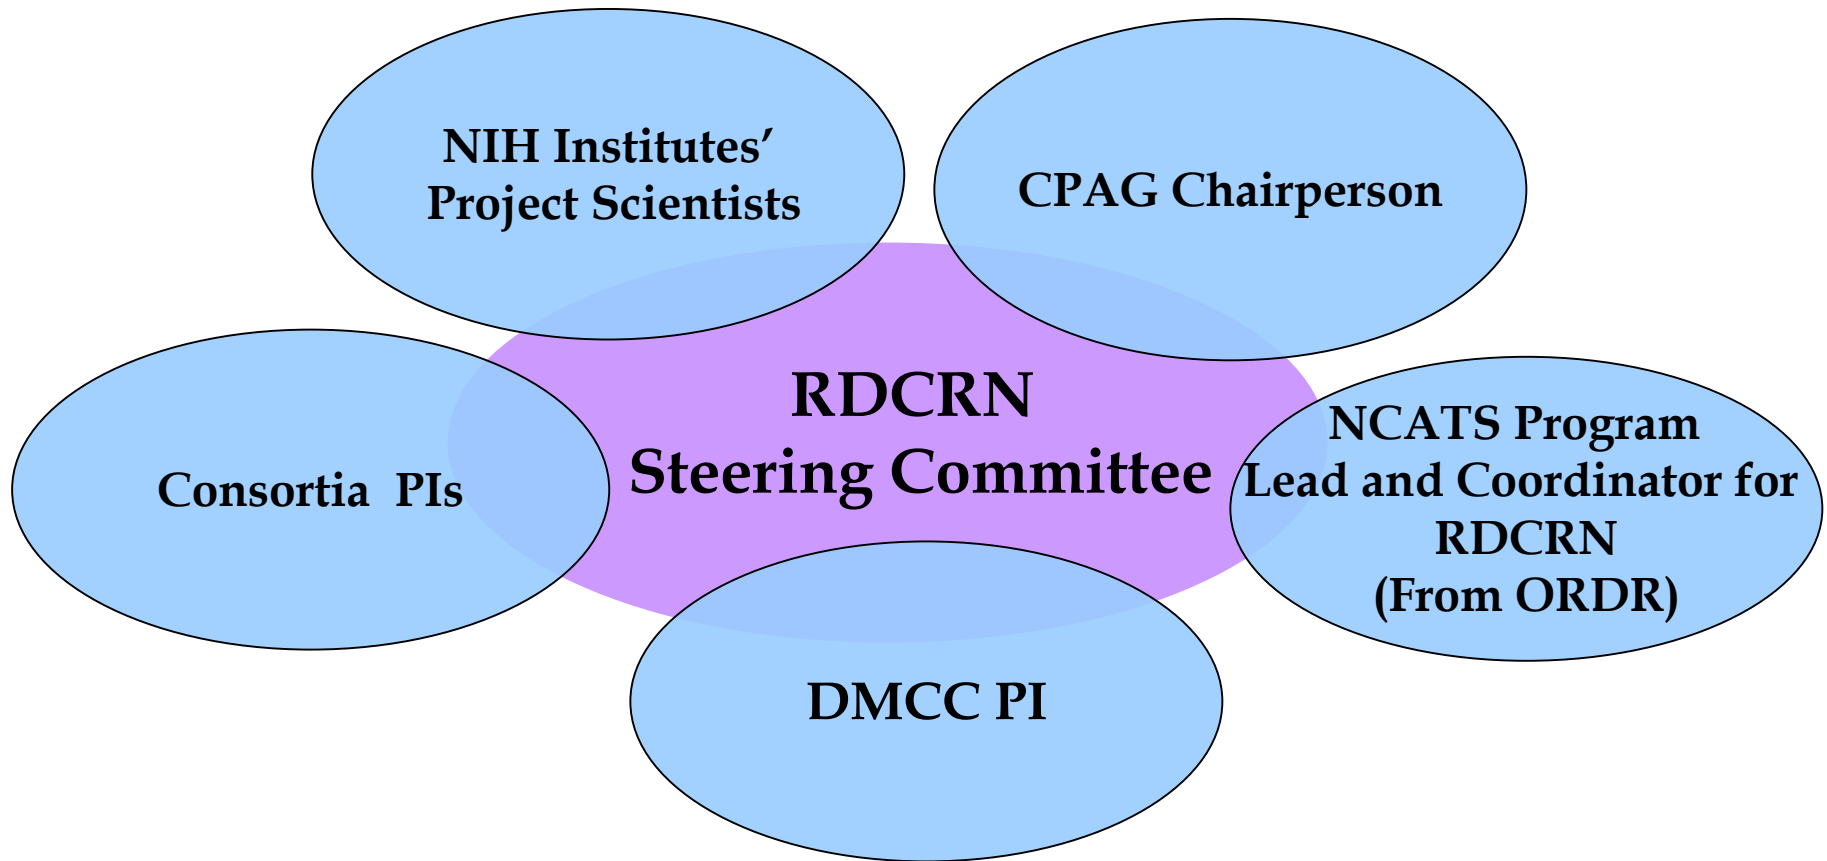 NIH Institutes’
Project Scientists
CPAG Chairperson
RDCRN
Steering Committee
NCATS Program
Lead and Coordinator for
RDCRN
(From ORDR)
Consortia  PIs
DMCC PI